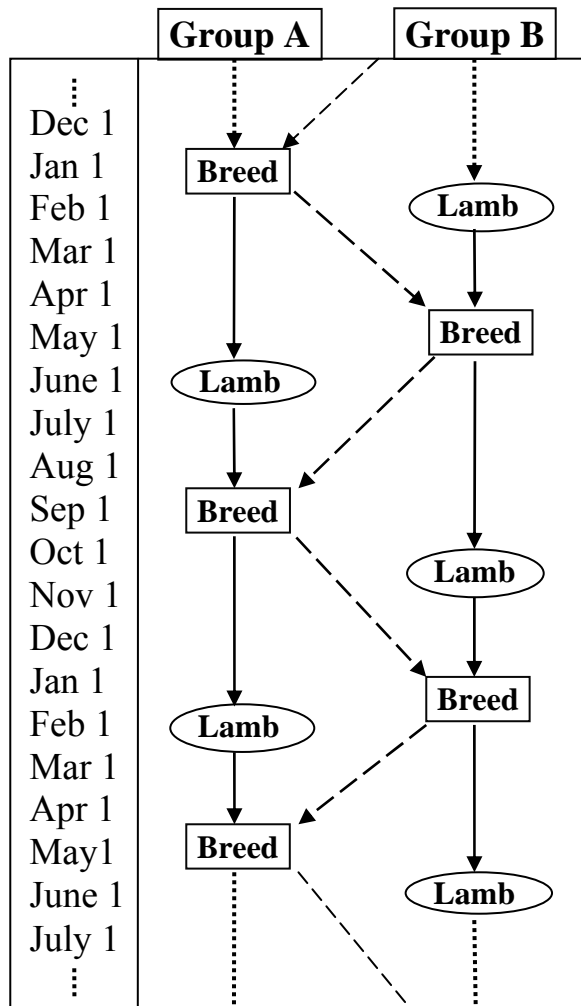 Group A Group B
Dec 1
Jan 1 Breed
Feb 1 Lamb
Mar 1
Apr 1
May 1 Breed
June 1 Lamb
July 1
Aug 1
Sep 1 Breed
Oct 1
Nov 1 Lamb
Dec 1
Jan 1 Breed
Feb 1 Lamb
Mar 1
Apr 1
May1 Breed
June 1 Lamb
July 1